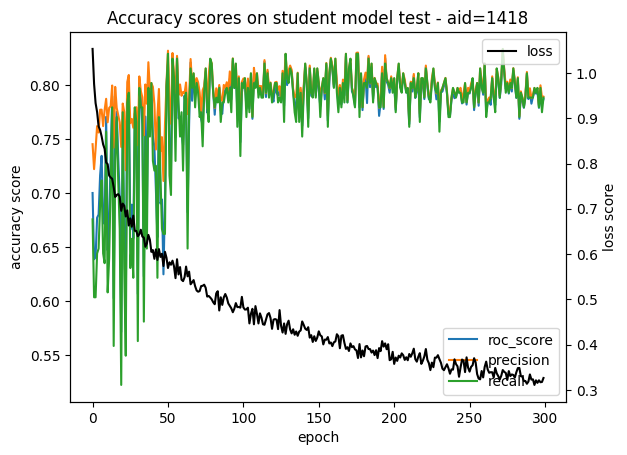 Accuracy scores on student model test - aid=1418
loss
0.80
0.75
0.70
0.65
0.60
0.55
accuracy score
1.0
0.9
0.8
0.7
0.6
0.5
0.4
0.3
loss score
roc_score
precision
recall
0
50
100
150
200
250
300
epoch